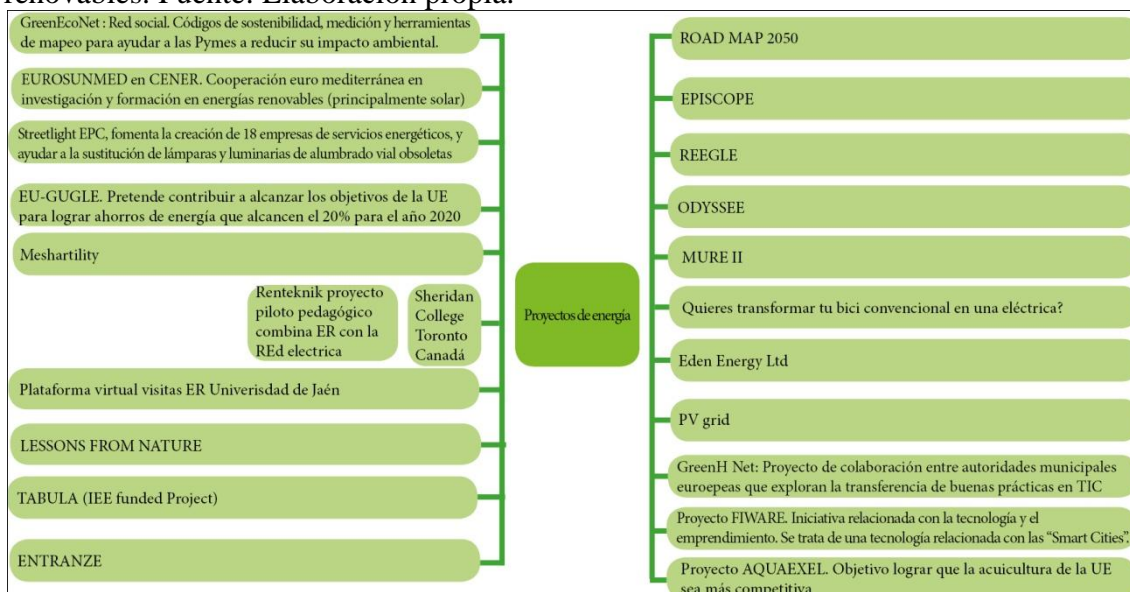 renovables. Fuente: Elaboración propia.
GreenEcoNet : Red social. Códigos de sostenibilidad, medición y herramientas
de mapeo para ayudar a las Pymes a reducir su impacto ambiental.
EUROSUNMED en CENER. Cooperación euro mediterránea en
investigación y formación en energías renovables (principalmente solar)
Streetlight EPC, fomenta la creación de 18 empresas de servicios energéticos, y
ayudar a la sustitución de lámparas y luminarias de alumbrado vial obsoletas
EU-GUGLE. Pretende contribuir a alcanzar los objetivos de la UE
para lograr ahorros de energía que alcancen el 20% para el año 2020
Meshartility
Renteknik proyecto
piloto pedagógico
combina ER con la
REd electrica
Sheridan
College
Toronto
Canadá
Plataforma virtual visitas ER Univerisdad de Jaén
LESSONS FROM NATURE
TABULA (IEE funded Project)
ENTRANZE
Proyectos de energía
ROAD MAP 2050
EPISCOPE
REEGLE
ODYSSEE
MURE II
Quieres transformar tu bici convencional en una eléctrica?
Eden Energy Ltd
PV grid
GreenH Net: Proyecto de colaboración entre autoridades municipales
euroepeas que exploran la transferencia de buenas prácticas en TIC
Proyecto FIWARE. Iniciativa relacionada con la tecnología y el
emprendimiento. Se trata de una tecnología relacionada con las “Smart Cities”.
Proyecto AQUAEXEL. Objetivo lograr que la acuicultura de la UE
sea más competitiva